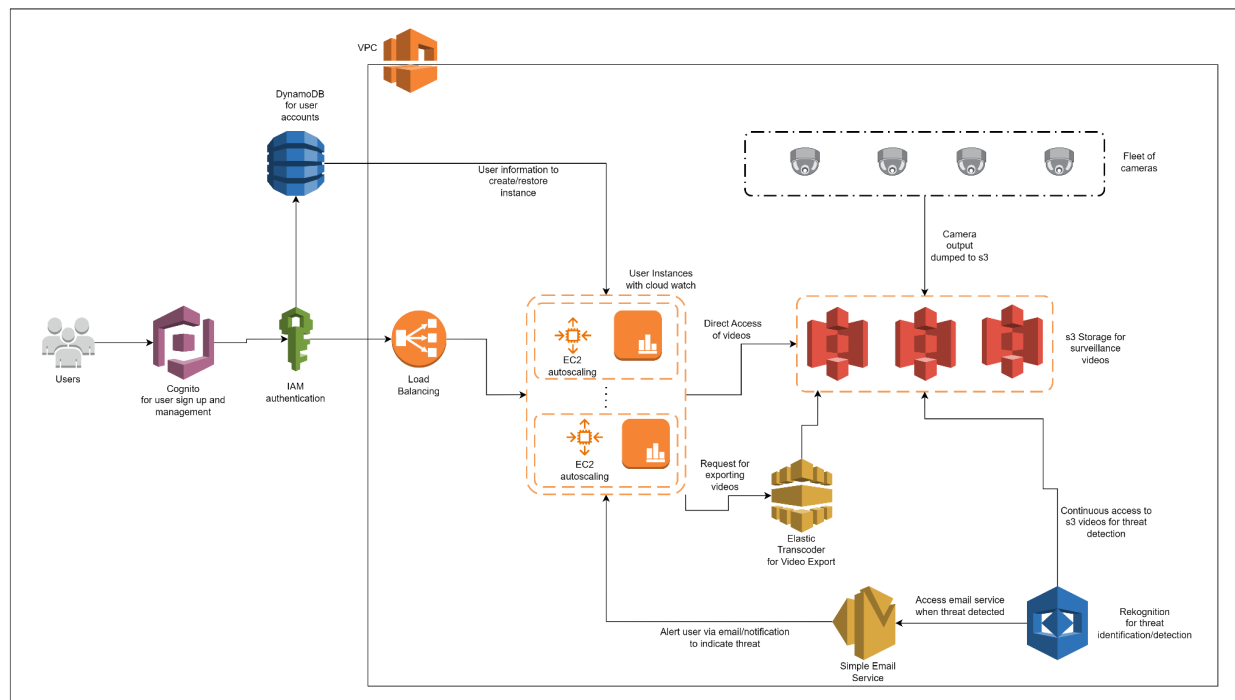 VPC
DynamoDB
for user
accounts
User information to
create/restore
instance
Fleet of
cameras
Camera
output
dumped to s3
User Instances
with cloud watch
Direct Access
of videos
s3 Storage for
surveillance
videos
EC2
autoscaling
Users
Cognito
for user sign up and
management
IAM
authentication
Load
Balancing
EC2
autoscaling
Request for
exporting
videos
Elastic
Transcoder
for Video Export
Continuous access to
s3 videos for threat
detection
Access email service
when threat detected
Rekognition
for threat
identification/detection
Alert user via email/notification
to indicate threat
Simple Email
Service